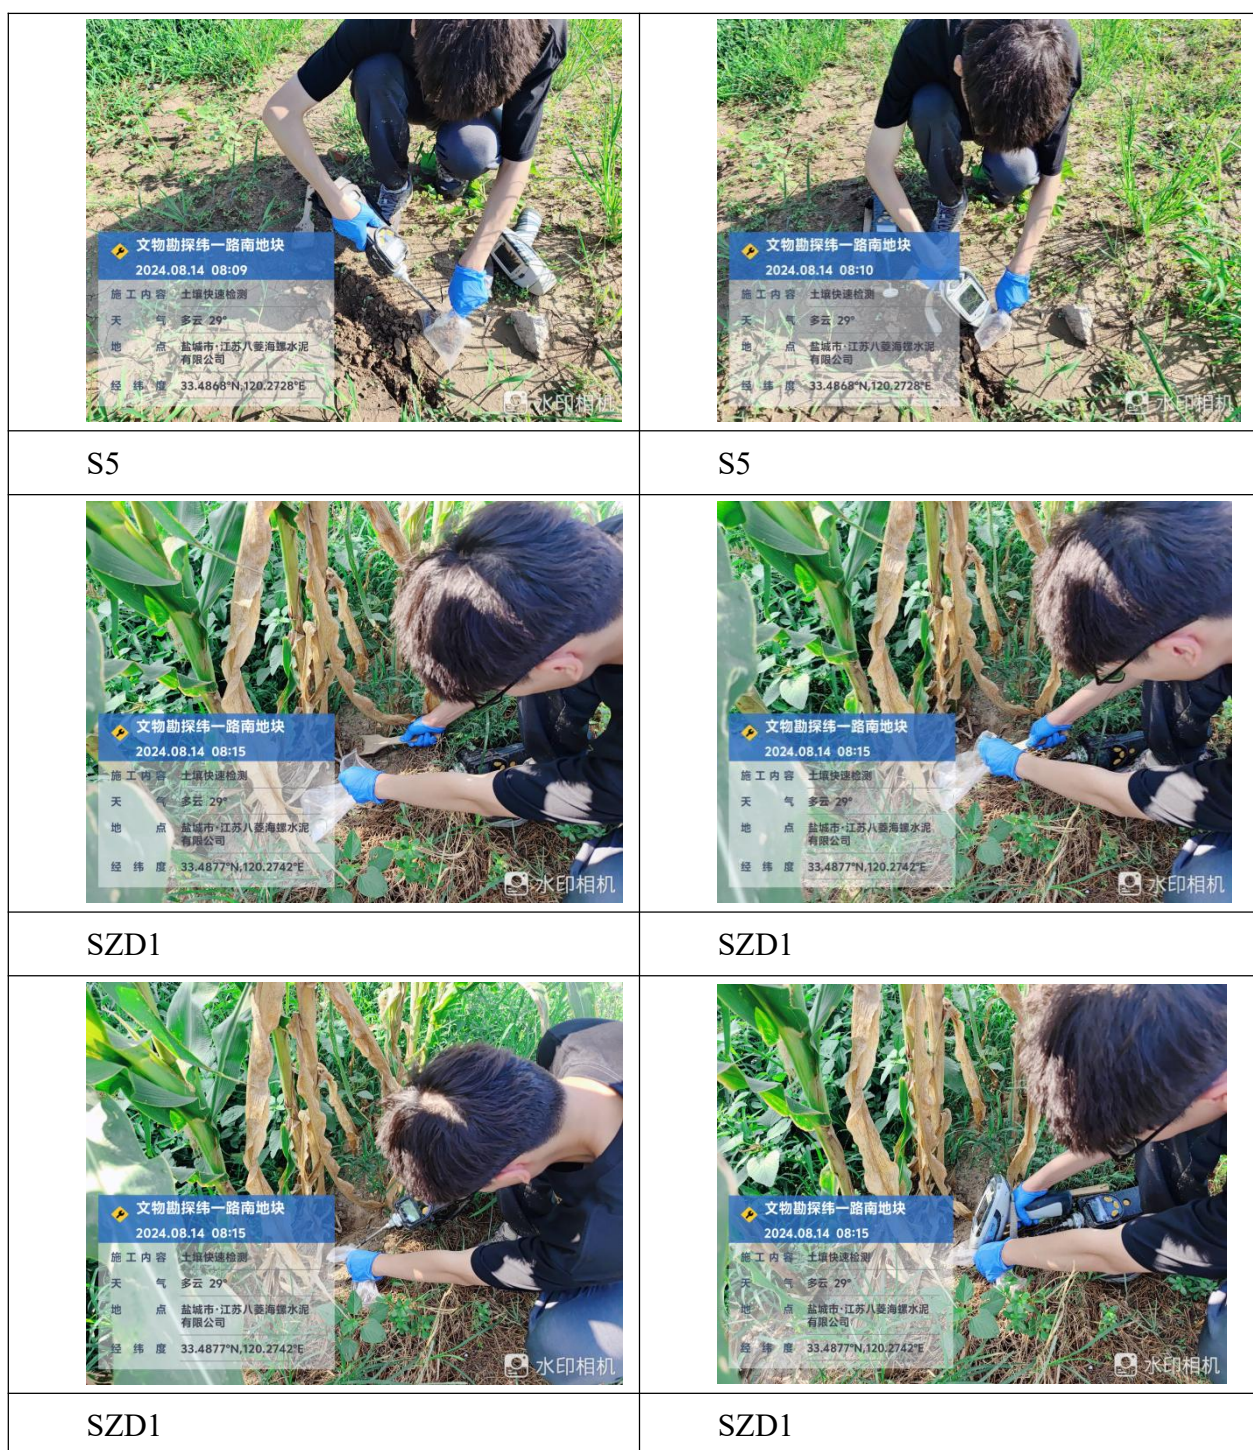 文物勘探纬一路南地块
2024.08.14 08:09
施工内容 土壤快速检测
天气 多云 29°
地点 盐城市·江苏八菱海螺水泥
有限公司
经纬度 33.4868°N,120.2728°E
水印相机
文物勘探纬一路南地块
2024.08.14 08:10
施工内容 土壤快速检测
天气 多云 29°
地点 盐城市·江苏八菱海螺水泥
有限公司
经纬度 33.4868°N,120.2728°E
水印相机
S5
S5
文物勘探纬一路南地块
2024.08.14 08:15
施工内容 土壤快速检测
天气 多云 29°
地点 盐城市·江苏八菱海螺水泥
有限公司
经纬度 33.4877°N,120.2742°E
水印相机
文物勘探纬一路南地块
2024.08.14 08:15
施工内容 土壤快速检测
天气 多云 29°
地点 盐城市·江苏八菱海螺水泥
有限公司
经纬度 33.4877°N,120.2742°E
水印相机
SZD1
SZD1
文物勘探纬一路南地块
2024.08.14 08:15
施工内容 土壤快速检测
天气 多云 29°
地点 盐城市·江苏八菱海螺水泥
有限公司
经纬度 33.4877°N,120.2742°E
水印相机
文物勘探纬一路南地块
2024.08.14 08:15
施工内容 土壤快速检测
天气 多云 29°
地点 盐城市·江苏八菱海螺水泥
有限公司
经纬度 33.4877°N,120.2742°E
水印相机
SZD1
SZD1